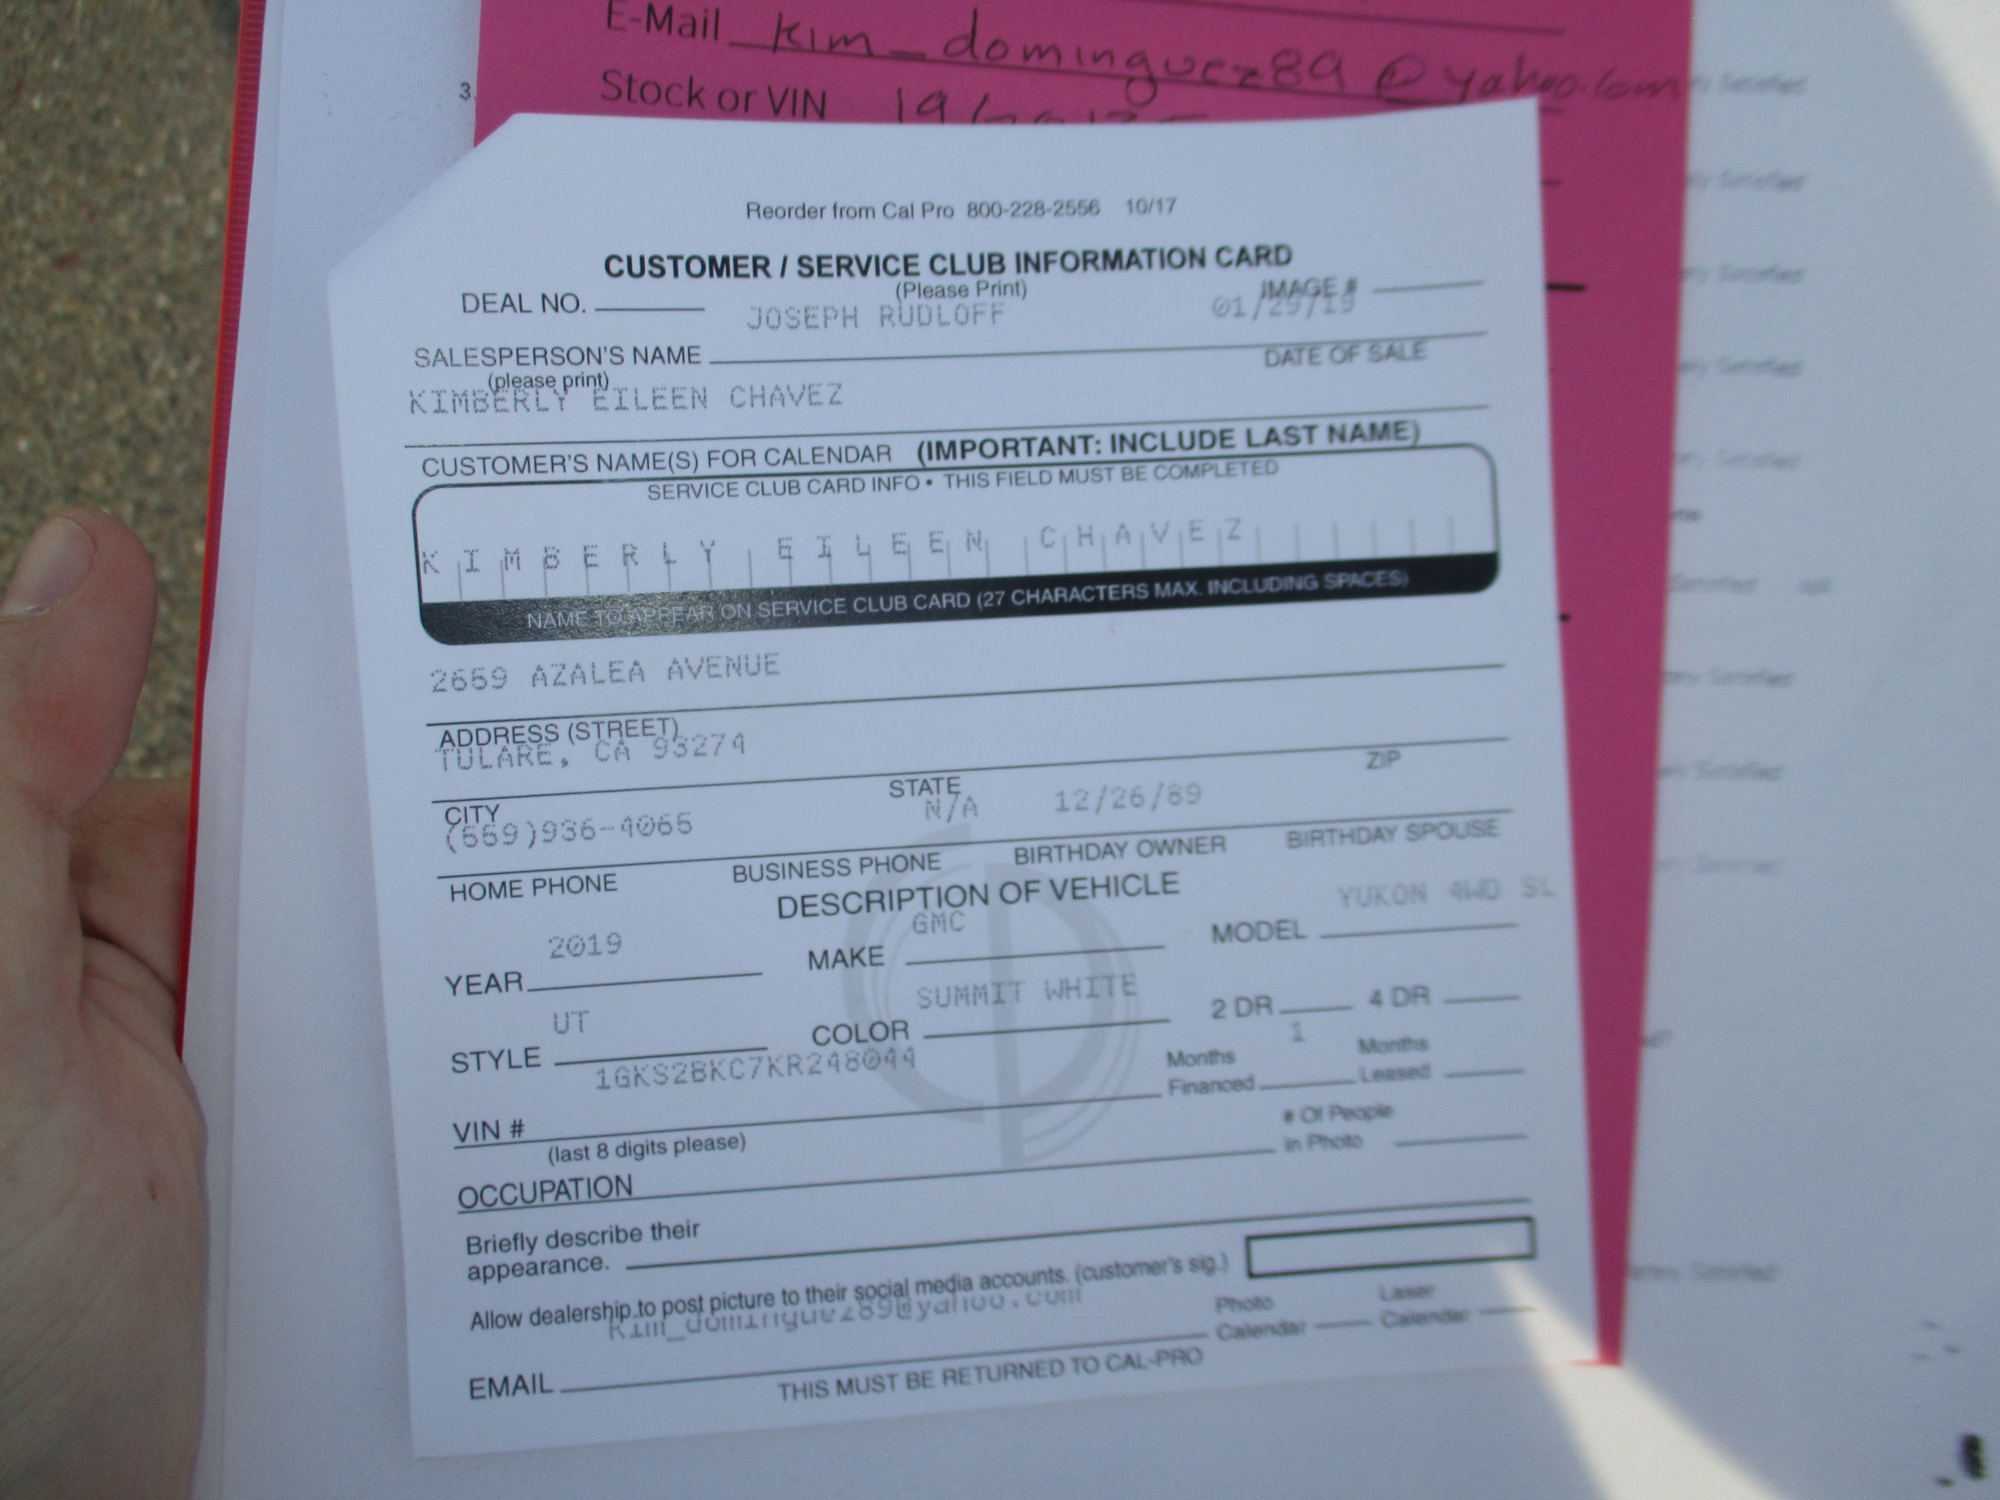 E-Mail kim_dominguez89@yahoo.com
3.
Stock or VIN
Reorder from Cal Pro 800-228-2556 10/17
CUSTOMER / SERVICE CLUB INFORMATION CARD
(Please Print)
DEAL NO. IMAGE #
JOSEPH RUDLOFF 01/29/19
SALESPERSON'S NAME DATE OF SALE
(please print)
KIMBERLY EILEEN CHAVEZ
CUSTOMER'S NAME(S) FOR CALENDAR (IMPORTANT: INCLUDE LAST NAME)
SERVICE CLUB CARD INFO • THIS FIELD MUST BE COMPLETED
KIMBERLY EILEEN CHAVEZ
NAME TO APPEAR ON SERVICE CLUB CARD (27 CHARACTERS MAX. INCLUDING SPACES)
2659 AZALEA AVENUE
ADDRESS (STREET)
TULARE, CA 93274
CITY STATE ZIP
(559)936-4065 N/A 12/26/89
HOME PHONE BUSINESS PHONE BIRTHDAY OWNER BIRTHDAY SPOUSE
DESCRIPTION OF VEHICLE
YEAR 2019 MAKE GMC MODEL YUKON 4WD SL
STYLE UT COLOR SUMMIT WHITE 2 DR 4 DR
1GKS2BKC7KR248044 1
VIN # Months Financed Months Leased
(last 8 digits please)
OCCUPATION # Of People in Photo
Briefly describe their
appearance.
Allow dealership to post picture to their social media accounts. (customer's sig.)
kim_dominguez89@yahoo.com
EMAIL Photo Calendar Laser Calendar
THIS MUST BE RETURNED TO CAL-PRO